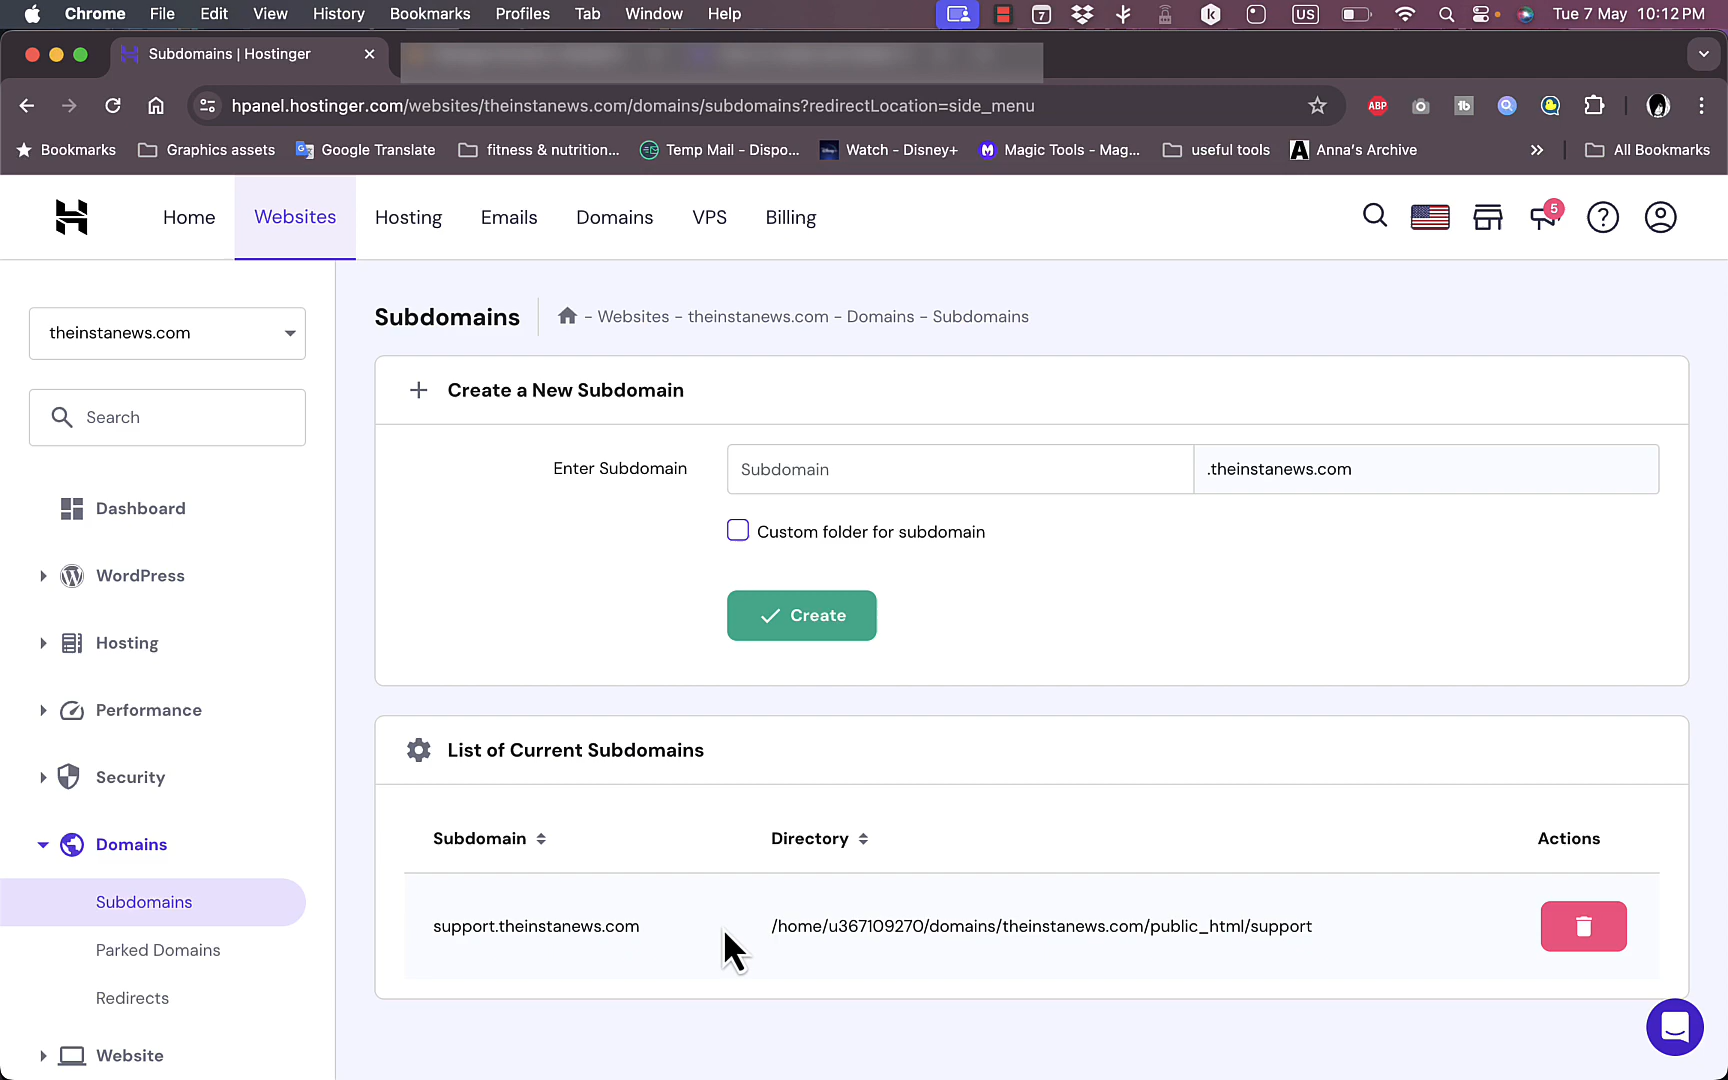 Chrome File Edit View History Bookmarks Profiles Tab Window Help 7 US Tue 7 May 10:12 PM
Subdomains | Hostinger
hpanel.hostinger.com/websites/theinstanews.com/domains/subdomains?redirectLocation=side_menu ABP tb
Bookmarks Graphics assets Google Translate fitness & nutrition... Temp Mail - Dispo... Watch - Disney+ Magic Tools - Mag... useful tools Anna's Archive » All Bookmarks
Home Websites Hosting Emails Domains VPS Billing 5
theinstanews.com
Search
Dashboard
WordPress
Hosting
Performance
Security
Domains
Subdomains
Parked Domains
Redirects
Website
Subdomains - Websites - theinstanews.com - Domains - Subdomains
Create a New Subdomain
Enter Subdomain Subdomain .theinstanews.com
Custom folder for subdomain
Create
List of Current Subdomains
Subdomain Directory Actions
support.theinstanews.com /home/u367109270/domains/theinstanews.com/public_html/support